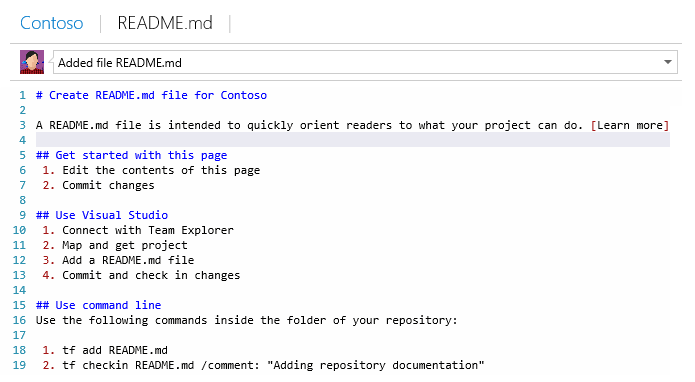 Contoso | README.md |
Added file README.md
1 # Create README.md file for Contoso
2
3 A README.md file is intended to quickly orient readers to what your project can do. [Learn more]
4
5 ## Get started with this page
6 1. Edit the contents of this page
7 2. Commit changes
8
9 ## Use Visual Studio
10 1. Connect with Team Explorer
11 2. Map and get project
12 3. Add a README.md file
13 4. Commit and check in changes
14
15 ## Use command line
16 Use the following commands inside the folder of your repository:
17
18 1. tf add README.md
19 2. tf checkin README.md /comment: "Adding repository documentation"